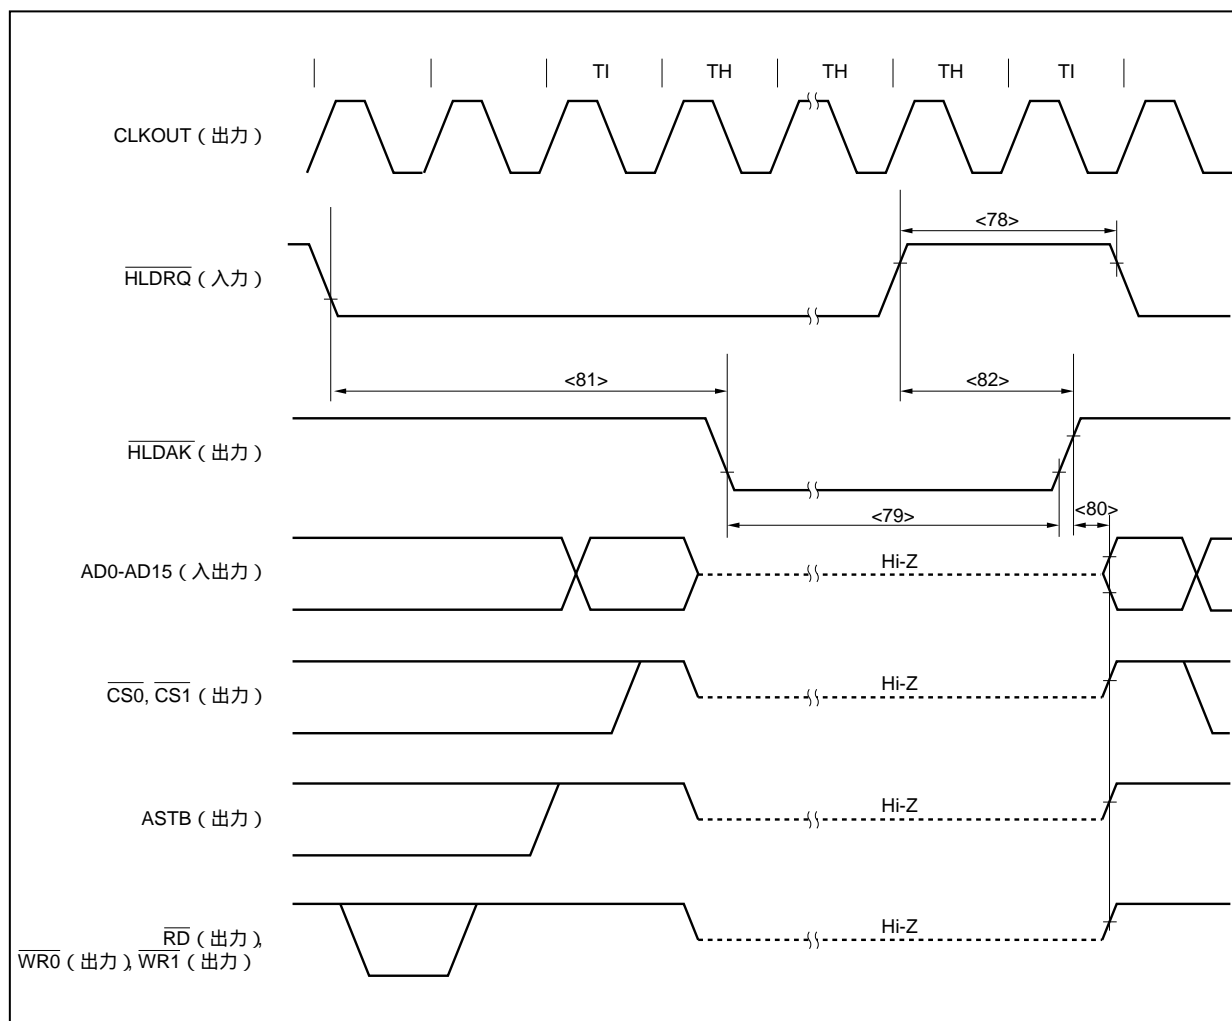 TI TH TH TH TI
CLKOUT（出力）
<78>
HLDRQ（入力）
<81> <82>
HLDAK（出力）
<79> <80>
AD0-AD15（入出力） Hi-Z
CS0, CS1（出力） Hi-Z
ASTB（出力） Hi-Z
RD（出力）, Hi-Z
WR0（出力）, WR1（出力）